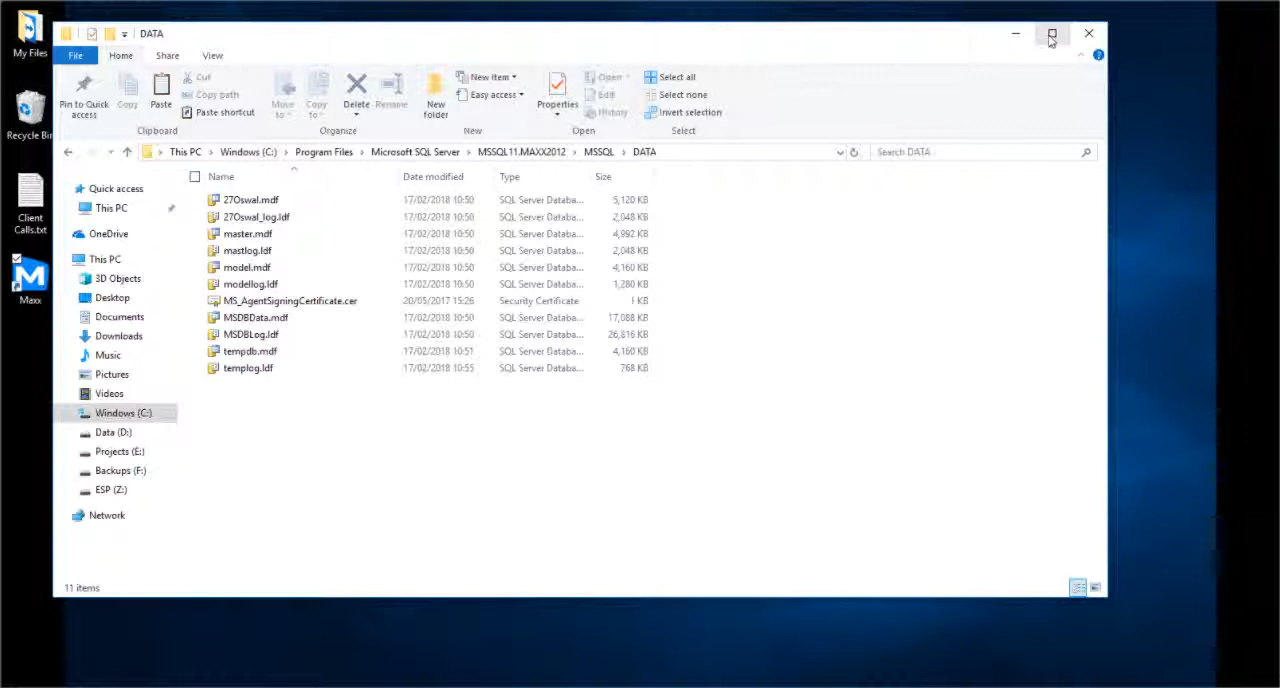 My Files
Recycle Bin
Client
Calls.txt
Maxx
DATA
File Home Share View
Pin to Quick access
Copy
Paste
Cut
Copy path
Paste shortcut
Clipboard
Move to
Copy to
Delete
Rename
Organize
New folder
New item
Easy access
New
Properties
Open
Edit
History
Open
Select all
Select none
Invert selection
Select
This PC > Windows (C:) > Program Files > Microsoft SQL Server > MSSQL11.MAXX2012 > MSSQL > DATA
Search DATA
Quick access
This PC
OneDrive
This PC
3D Objects
Desktop
Documents
Downloads
Music
Pictures
Videos
Windows (C:)
Data (D:)
Projects (E:)
Backups (F:)
ESP (Z:)
Network
Name Date modified Type Size
27Oswal.mdf 17/02/2018 10:50 SQL Server Databa... 5,120 KB
27Oswal_log.ldf 17/02/2018 10:50 SQL Server Databa... 2,048 KB
master.mdf 17/02/2018 10:50 SQL Server Databa... 4,992 KB
mastlog.ldf 17/02/2018 10:50 SQL Server Databa... 2,048 KB
model.mdf 17/02/2018 10:50 SQL Server Databa... 4,160 KB
modellog.ldf 17/02/2018 10:50 SQL Server Databa... 1,280 KB
MS_AgentSigningCertificate.cer 20/05/2017 15:26 Security Certificate 1 KB
MSDBData.mdf 17/02/2018 10:50 SQL Server Databa... 17,088 KB
MSDBLog.ldf 17/02/2018 10:50 SQL Server Databa... 26,816 KB
tempdb.mdf 17/02/2018 10:51 SQL Server Databa... 4,160 KB
templog.ldf 17/02/2018 10:55 SQL Server Databa... 768 KB
11 items